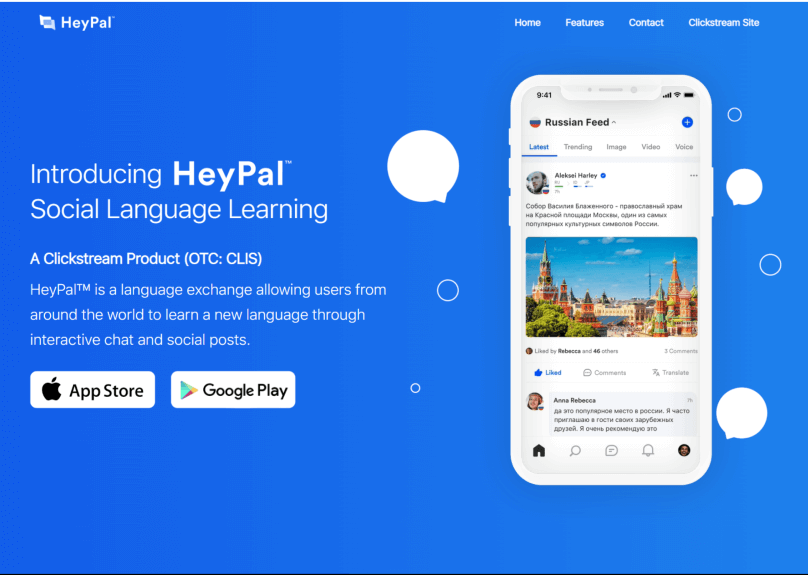 HeyPal™
Home Features Contact Clickstream Site
Introducing HeyPal™
Social Language Learning
A Clickstream Product (OTC: CLIS)
HeyPal™ is a language exchange allowing users from
around the world to learn a new language through
interactive chat and social posts.
App Store
Google Play
9:41
Russian Feed
Latest Trending Image Video Voice
Aleksei Harley
7h
Собор Василия Блаженного - православный храм
на Красной площади Москвы, один из самых
популярных культурных символов России.
Liked by Rebecca and 46 others 3 Comments
Liked Comments Translate
Anna Rebecca 7h
да это популярное место в россии. Я часто
приглашаю в гости своих зарубежных
друзей. Я очень рекомендую это